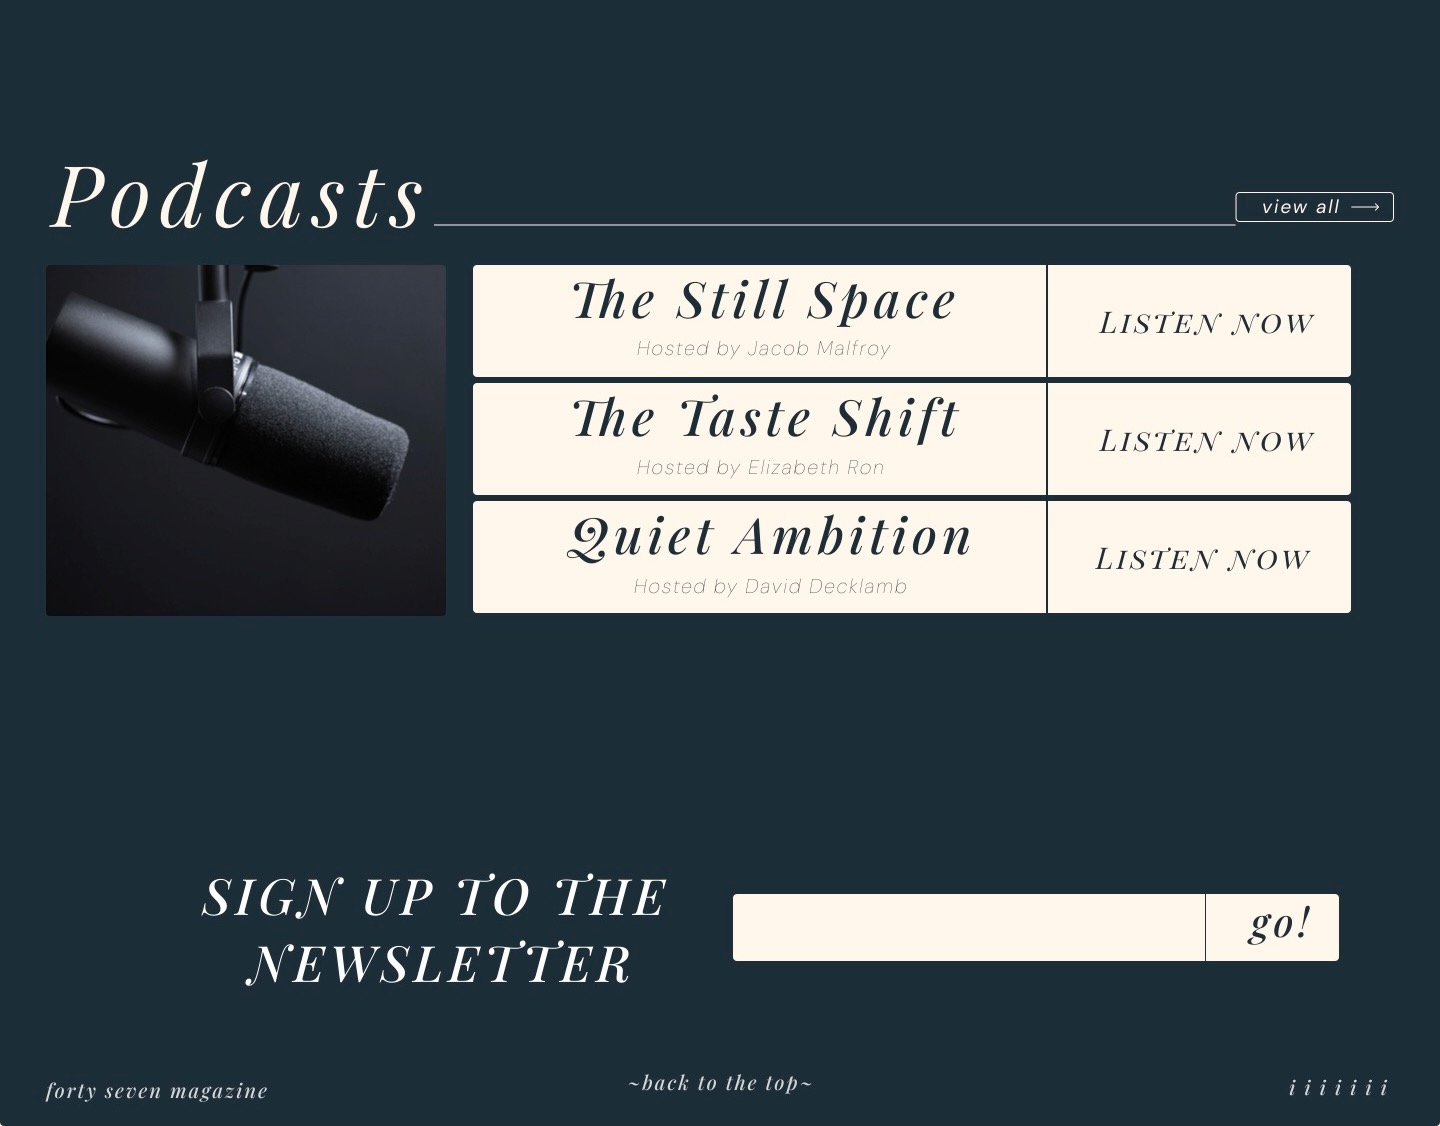 Podcasts
view all
The Still Space
Hosted by Jacob Malfroy
LISTEN NOW
The Taste Shift
Hosted by Elizabeth Ron
LISTEN NOW
Quiet Ambition
Hosted by David Decklamb
LISTEN NOW
SIGN UP TO THE
NEWSLETTER
go!
forty seven magazine
~back to the top~
i i i i i i i